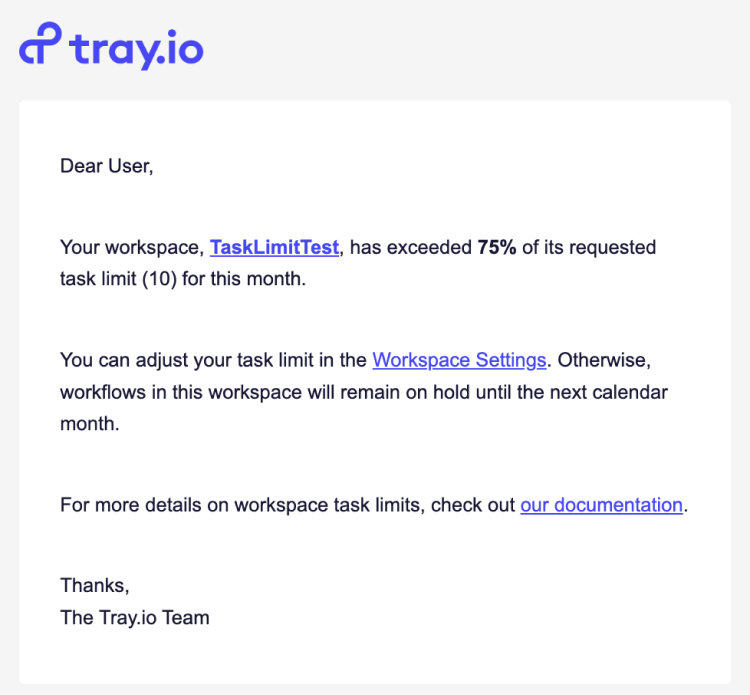 tray.io
Dear User,
Your workspace, TaskLimitTest, has exceeded 75% of its requested
task limit (10) for this month.
You can adjust your task limit in the Workspace Settings. Otherwise,
workflows in this workspace will remain on hold until the next calendar
month.
For more details on workspace task limits, check out our documentation.
Thanks,
The Tray.io Team